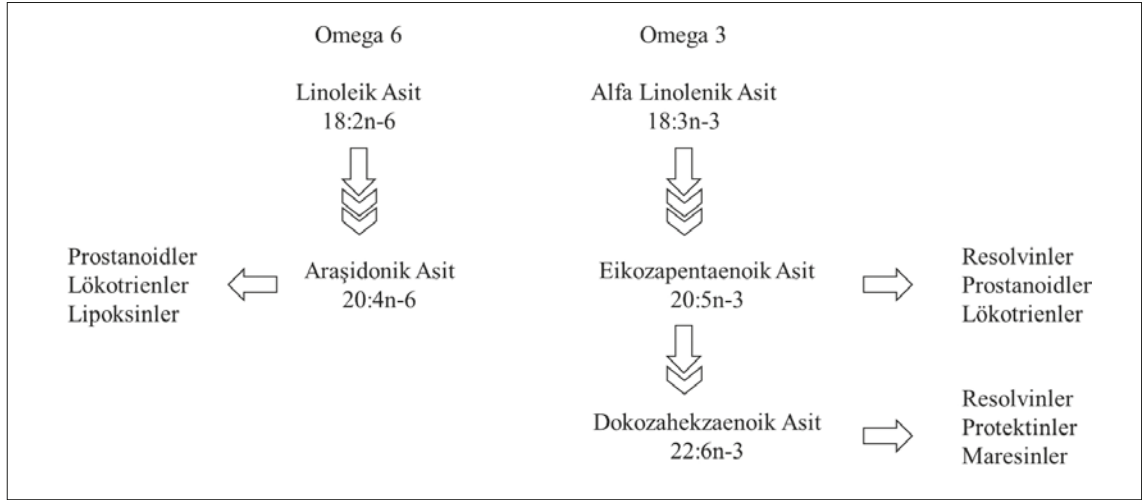 Omega 6
Omega 3
Linoleik Asit
18:2n-6
Alfa Linolenik Asit
18:3n-3
Prostanoidler
Lökotrienler
Lipoksinler
Araşidonik Asit
20:4n-6
Eikozapentaenoik Asit
20:5n-3
Resolvinler
Prostanoidler
Lökotrienler
Dokozahekzaenoik Asit
22:6n-3
Resolvinler
Protektinler
Maresinler